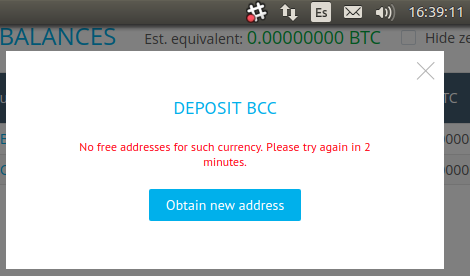 Es 16:39:11
BALANCES Est. equivalent: 0.00000000 BTC Hide ze
DEPOSIT BCC
No free addresses for such currency. Please try again in 2
minutes.
Obtain new address